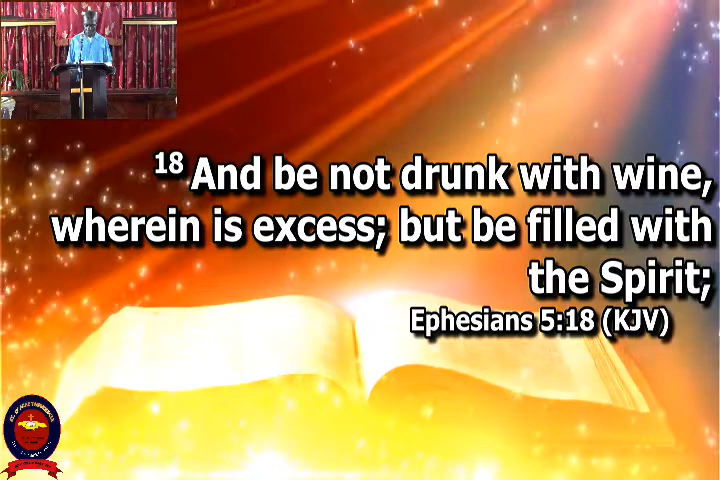 18 And be not drunk with wine,
wherein is excess; but be filled with
the Spirit;
Ephesians 5:18 (KJV)